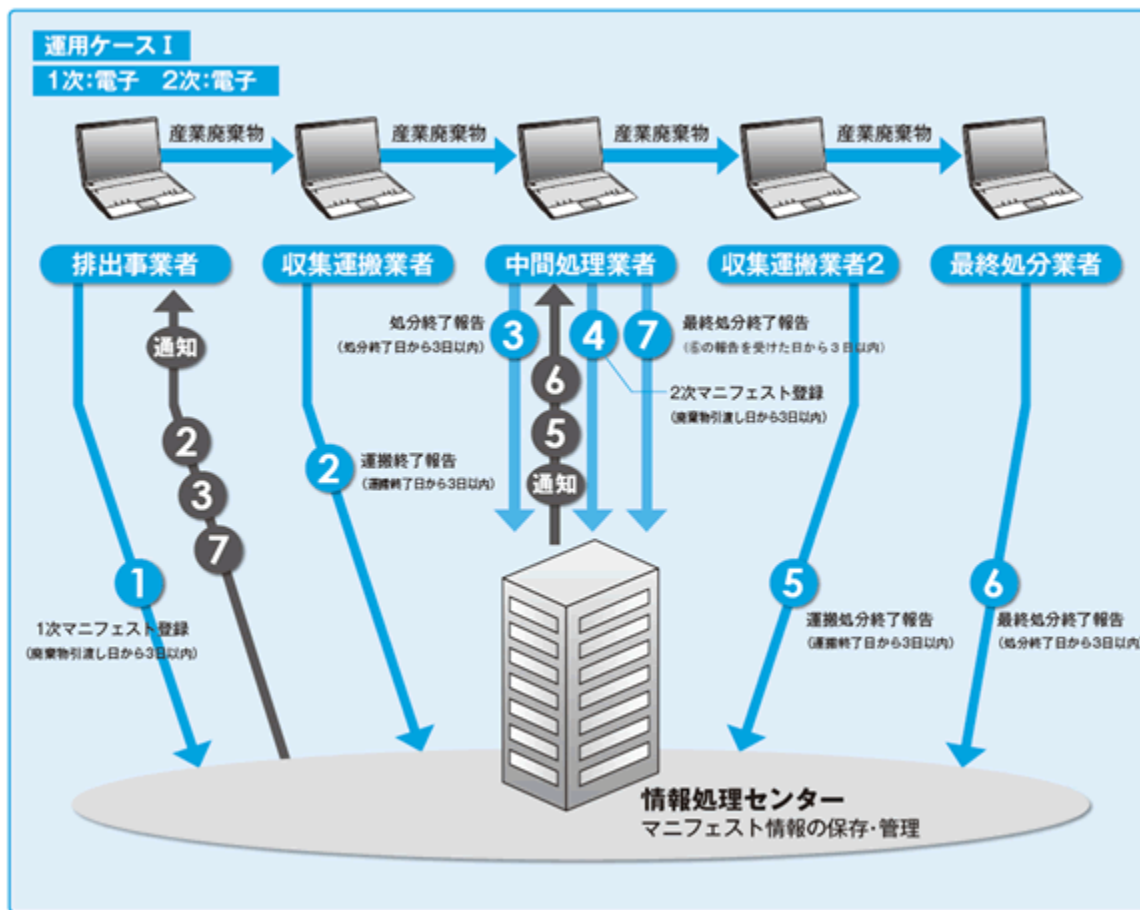 運用ケースⅠ
1次:電子 2次:電子
産業廃棄物 産業廃棄物 産業廃棄物 産業廃棄物
排出事業者 収集運搬業者 中間処理業者 収集運搬業者2 最終処分業者
通知
2
3
7
1
1次マニフェスト登録
(廃棄物引渡し日から3日以内)
2
運搬終了報告
(運搬終了日から3日以内)
処分終了報告
(処分終了日から3日以内)
3
6
5
通知
4
2次マニフェスト登録
(廃棄物引渡し日から3日以内)
7
最終処分終了報告
(⑥の報告を受けた日から3日以内)
5
運搬処分終了報告
(運搬終了日から3日以内)
6
最終処分終了報告
(処分終了日から3日以内)
情報処理センター
マニフェスト情報の保存・管理